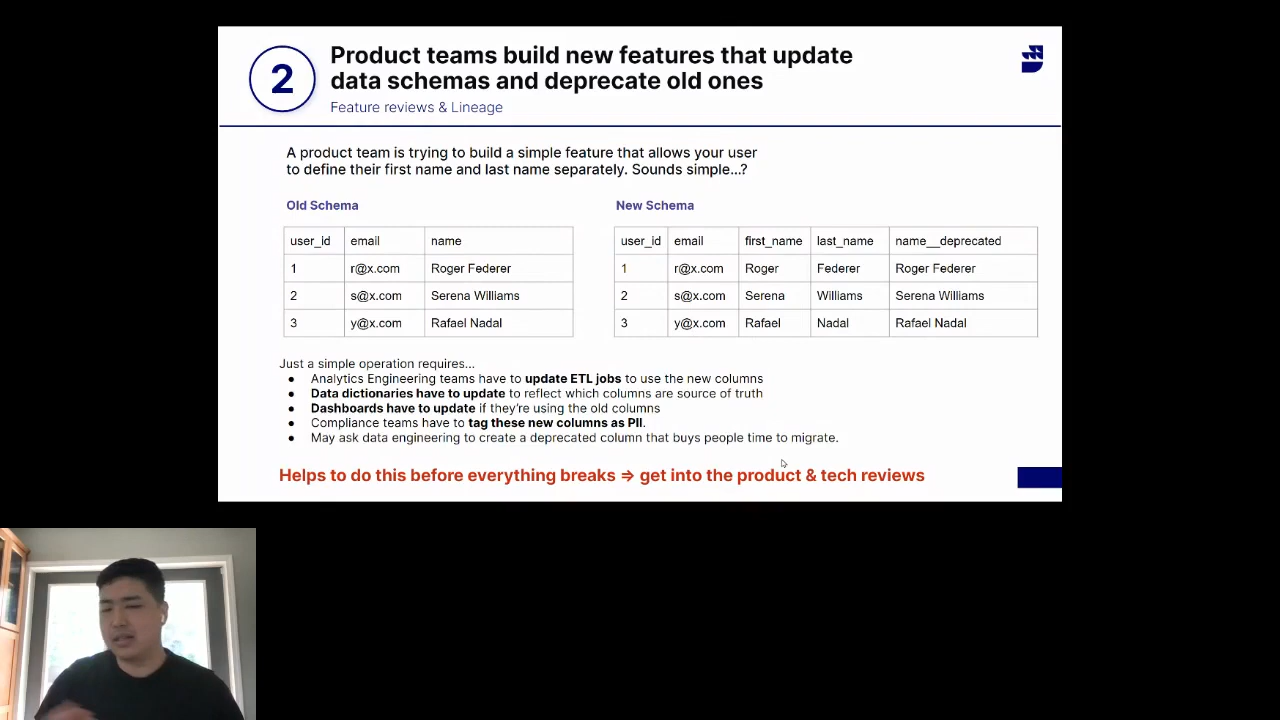 2
Product teams build new features that update
data schemas and deprecate old ones
Feature reviews & Lineage
A product team is trying to build a simple feature that allows your user
to define their first name and last name separately. Sounds simple...?
Old Schema
user_id email name
1 r@x.com Roger Federer
2 s@x.com Serena Williams
3 y@x.com Rafael Nadal
New Schema
user_id email first_name last_name name__deprecated
1 r@x.com Roger Federer Roger Federer
2 s@x.com Serena Williams Serena Williams
3 y@x.com Rafael Nadal Rafael Nadal
Just a simple operation requires...
● Analytics Engineering teams have to update ETL jobs to use the new columns
● Data dictionaries have to update to reflect which columns are source of truth
● Dashboards have to update if they're using the old columns
● Compliance teams have to tag these new columns as PII.
● May ask data engineering to create a deprecated column that buys people time to migrate.
Helps to do this before everything breaks ⇒ get into the product & tech reviews